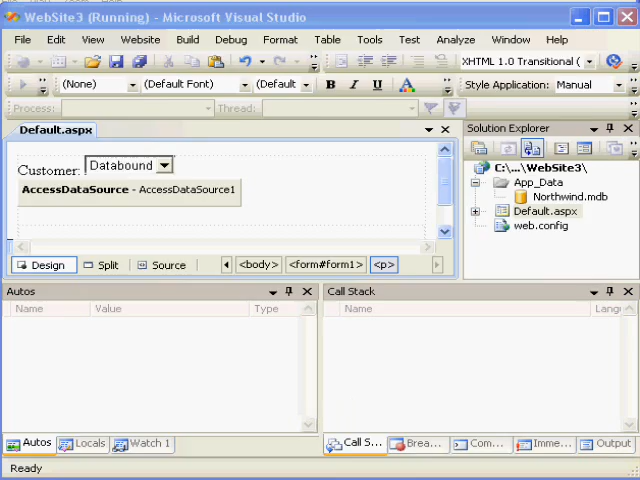 WebSite3 (Running) - Microsoft Visual Studio
File Edit View Website Build Debug Format Table Tools Test Analyze Window Help
XHTML 1.0 Transitional (
(None) (Default Font) (Default B I U A Style Application: Manual
Process: Thread:
Default.aspx
Customer: Databound
AccessDataSource - AccessDataSource1
Design Split Source <body> <form#form1> <p>
Solution Explorer
C:\...\WebSite3\
App_Data
Northwind.mdb
Default.aspx
web.config
Autos
Name Value Type
Autos Locals Watch 1
Call Stack
Name Lang
Call S... Brea... Com... Imme... Output
Ready